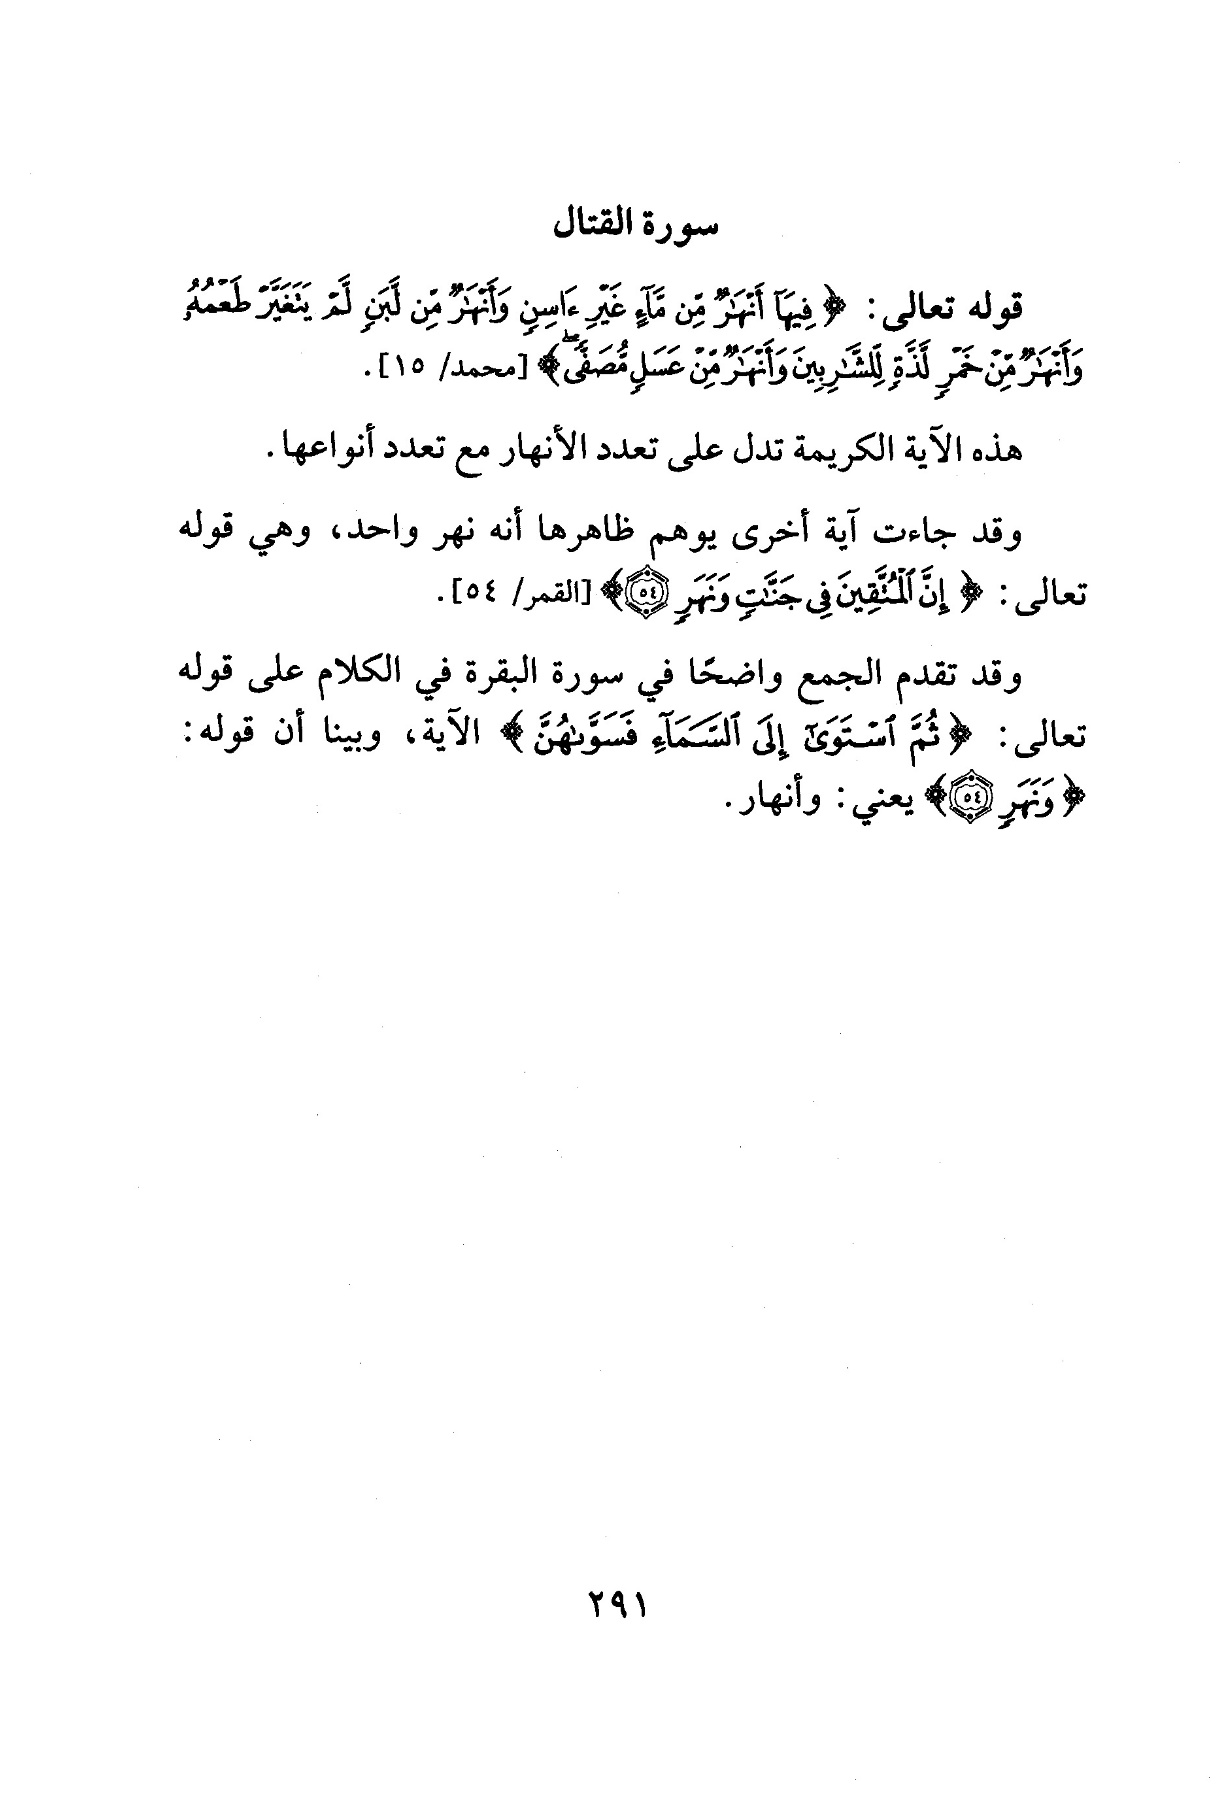 سورة القتال
قوله تعالى: ﴿فِيهَآ أَنْهَٰرٌ مِّن مَّآءٍ غَيْرِ ءَاسِنٍ وَأَنْهَٰرٌ مِّن لَّبَنٍ لَّمْ يَتَغَيَّرْ طَعْمُهُۥ
وَأَنْهَٰرٌ مِّنْ خَمْرٍ لَّذَّةٍ لِّلشَّٰرِبِينَ وَأَنْهَٰرٌ مِّنْ عَسَلٍ مُّصَفًّىۖ﴾ [محمد/ ١٥].
هذه الآية الكريمة تدل على تعدد الأنهار مع تعدد أنواعها.
وقد جاءت آية أخرى يوهم ظاهرها أنه نهر واحد، وهي قوله
تعالى: ﴿إِنَّ ٱلْمُتَّقِينَ فِى جَنَّٰتٍ وَنَهَرٍ ٥٤﴾ [القمر/ ٥٤].
وقد تقدم الجمع واضحًا في سورة البقرة في الكلام على قوله
تعالى: ﴿ثُمَّ ٱسْتَوَىٰٓ إِلَى ٱلسَّمَآءِ فَسَوَّىٰهُنَّ﴾ الآية، وبينا أن قوله:
﴿وَنَهَرٍ ٥٤﴾ يعني: وأنهار.
٢٩١